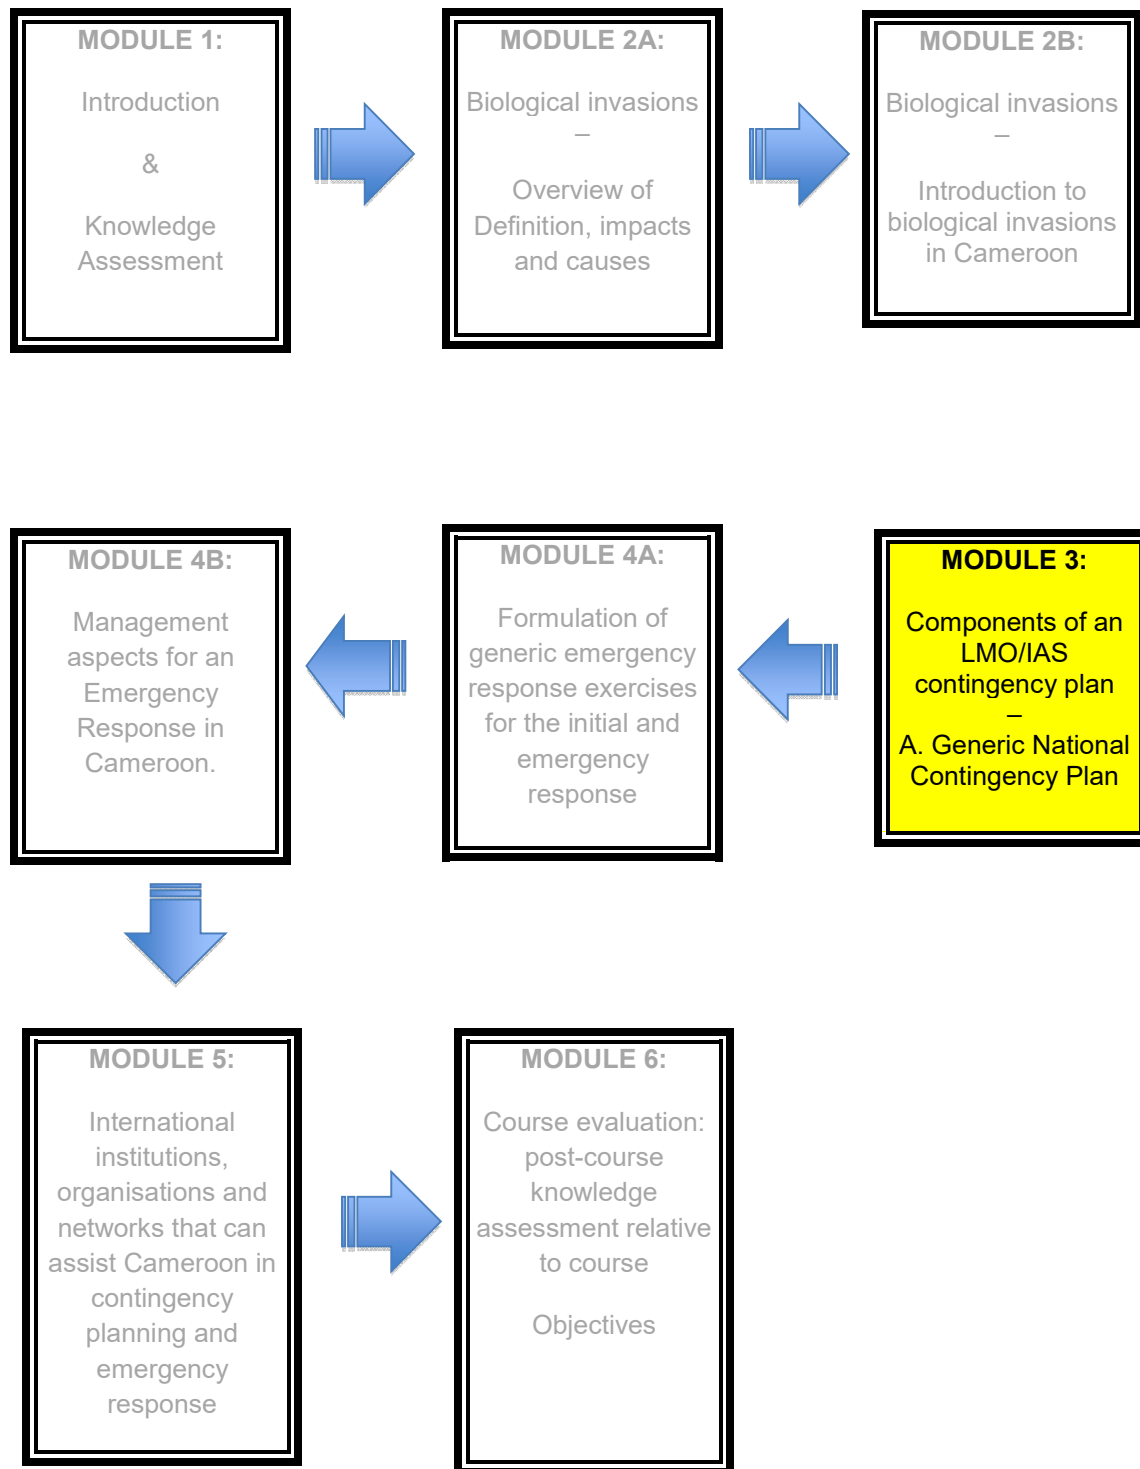 MODULE 1:
Introduction
&
Knowledge
Assessment
MODULE 2A:
Biological invasions
–
Overview of
Definition, impacts
and causes
MODULE 2B:
Biological invasions
–
Introduction to
biological invasions
in Cameroon
MODULE 3:
Components of an
LMO/IAS
contingency plan
–
A. Generic National
Contingency Plan
MODULE 4A:
Formulation of
generic emergency
response exercises
for the initial and
emergency
response
MODULE 4B:
Management
aspects for an
Emergency
Response in
Cameroon.
MODULE 5:
International
institutions,
organisations and
networks that can
assist Cameroon in
contingency
planning and
emergency
response
MODULE 6:
Course evaluation:
post-course
knowledge
assessment relative
to course
Objectives